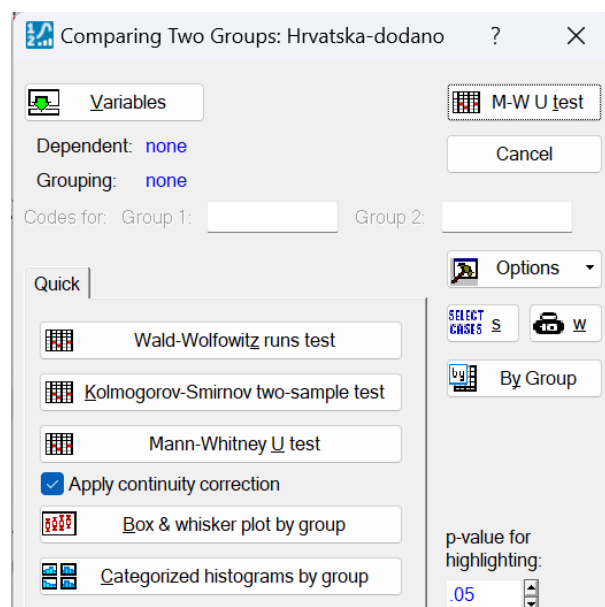 Comparing Two Groups: Hrvatska-dodano ? X
Variables
M-W U test
Dependent: none
Cancel
Grouping: none
Codes for: Group 1: Group 2:
Options
Quick
SELECT CASES S
W
Wald-Wolfowitz runs test
By Group
Kolmogorov-Smirnov two-sample test
Mann-Whitney U test
Apply continuity correction
Box & whisker plot by group
p-value for
highlighting:
Categorized histograms by group
.05